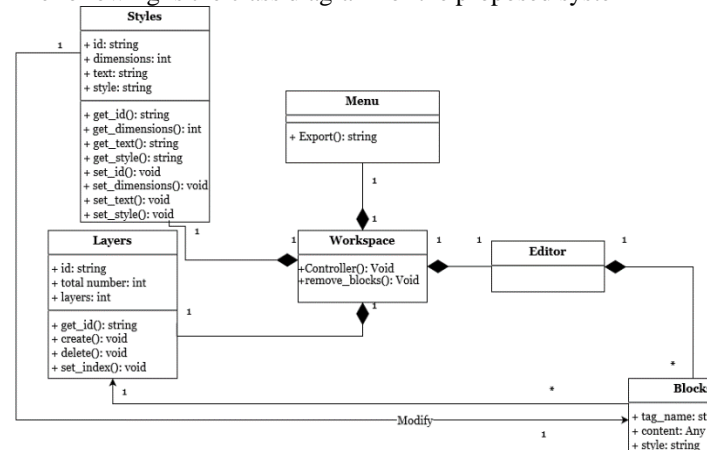 Styles
+ id: string
+ dimensions: int
+ text: string
+ style: string
+ get_id(): string
+ get_dimensions(): int
+ get_text(): string
+ get_style(): string
+ set_id(): void
+ set_dimensions(): void
+ set_text(): void
+ set_style(): void
1
1
Menu
+ Export(): string
1
1
Layers
+ id: string
+ total number: int
+ layers: int
+ get_id(): string
+ create(): void
+ delete(): void
+ set_index(): void
1
1
Workspace
+Controller(): Void
+remove_blocks(): Void
1
1
1
1
Editor
1
*
*
Modify
1
Block
+ tag_name: st
+ content: Any
+ style: string